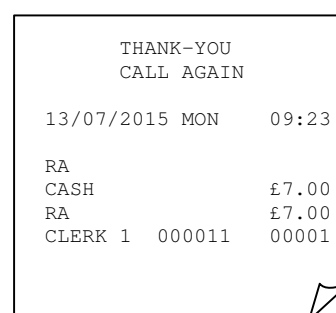 THANK-YOU
CALL AGAIN
13/07/2015 MON 09:23
RA
CASH £7.00
RA £7.00
CLERK 1 000011 00001